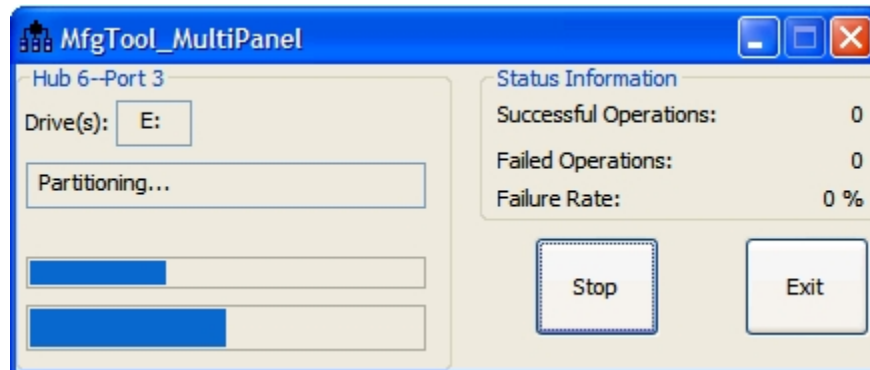 MfgTool_MultiPanel
Hub 6--Port 3
Drive(s): E:
Partitioning...
Status Information
Successful Operations: 0
Failed Operations: 0
Failure Rate: 0 %
Stop
Exit